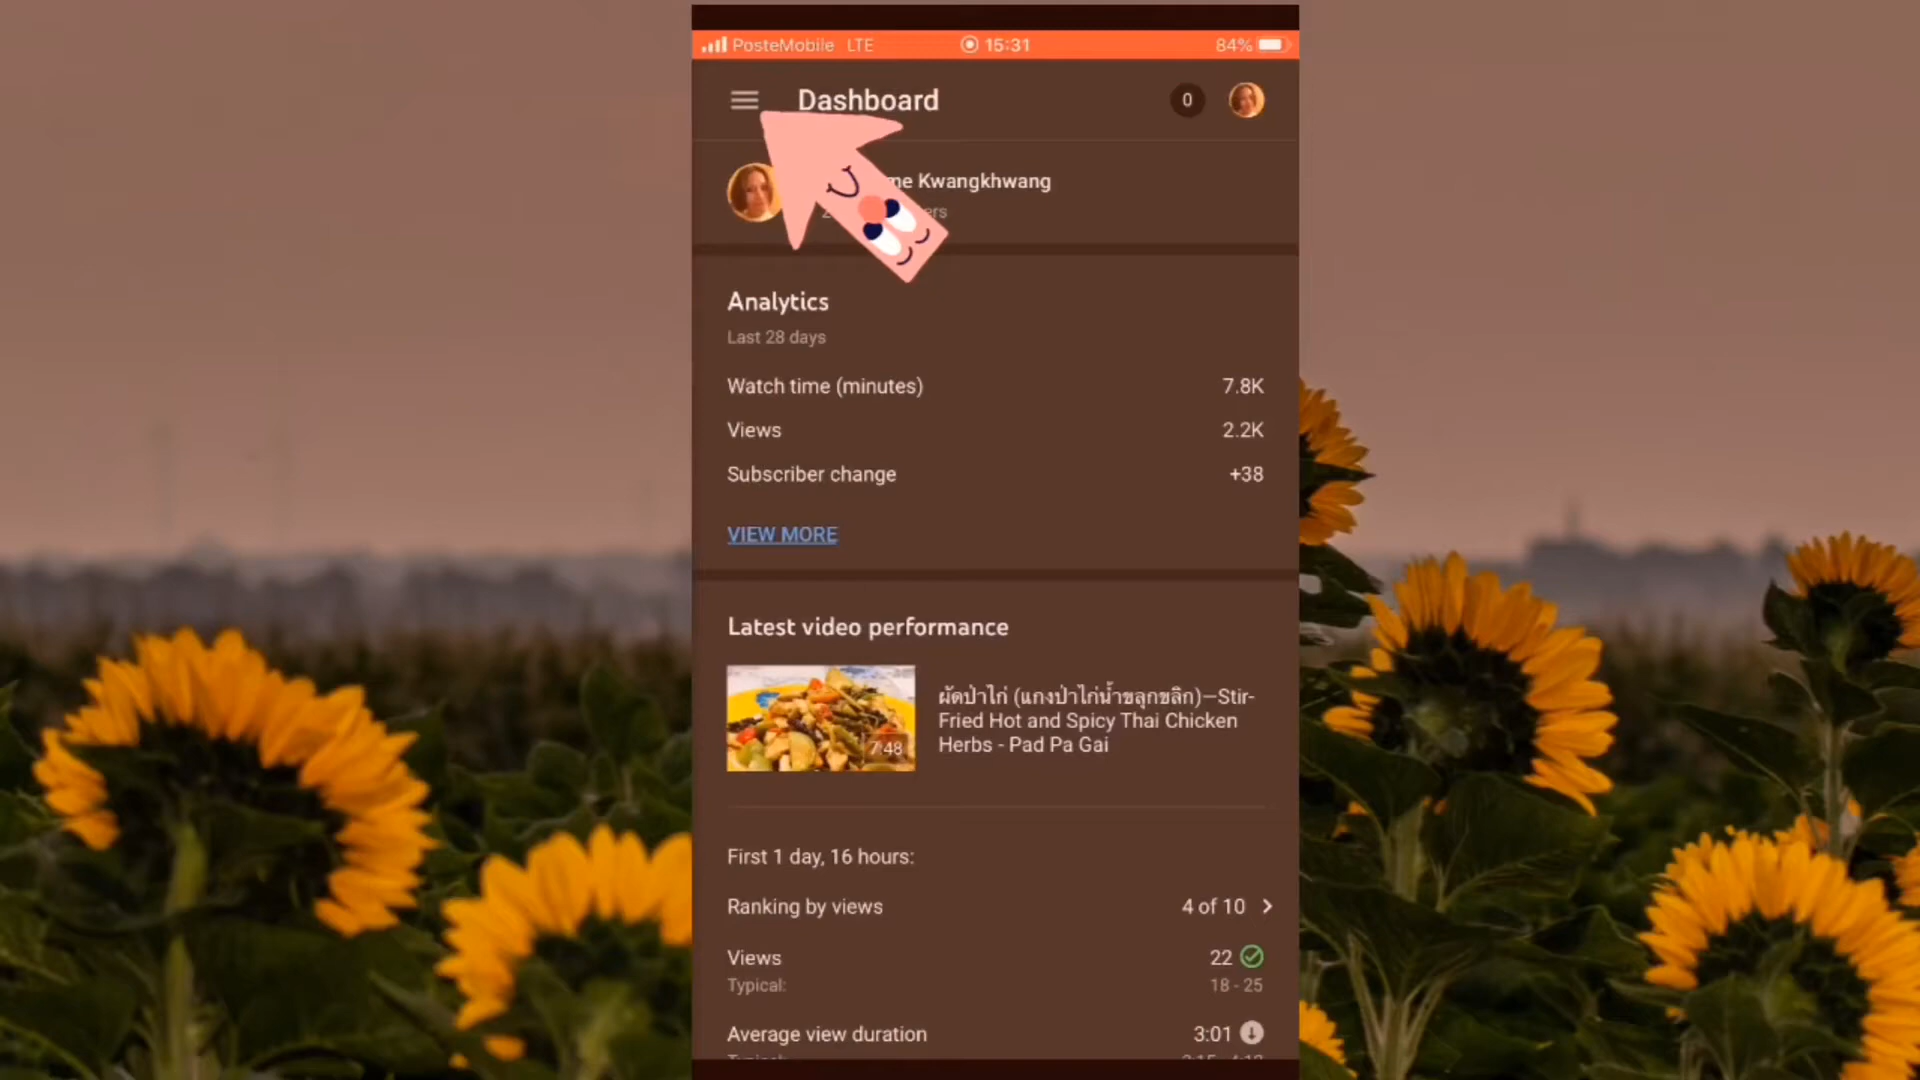 PosteMobile LTE 15:31 84%
Dashboard 0
me Kwangkhwang
ers
Analytics
Last 28 days
Watch time (minutes) 7.8K
Views 2.2K
Subscriber change +38
VIEW MORE
Latest video performance
7:48
ผัดป่าไก่ (แกงป่าไก่น้ำขลุกขลิก)—Stir-
Fried Hot and Spicy Thai Chicken
Herbs - Pad Pa Gai
First 1 day, 16 hours:
Ranking by views 4 of 10
Views 22
Typical: 18 - 25
Average view duration 3:01